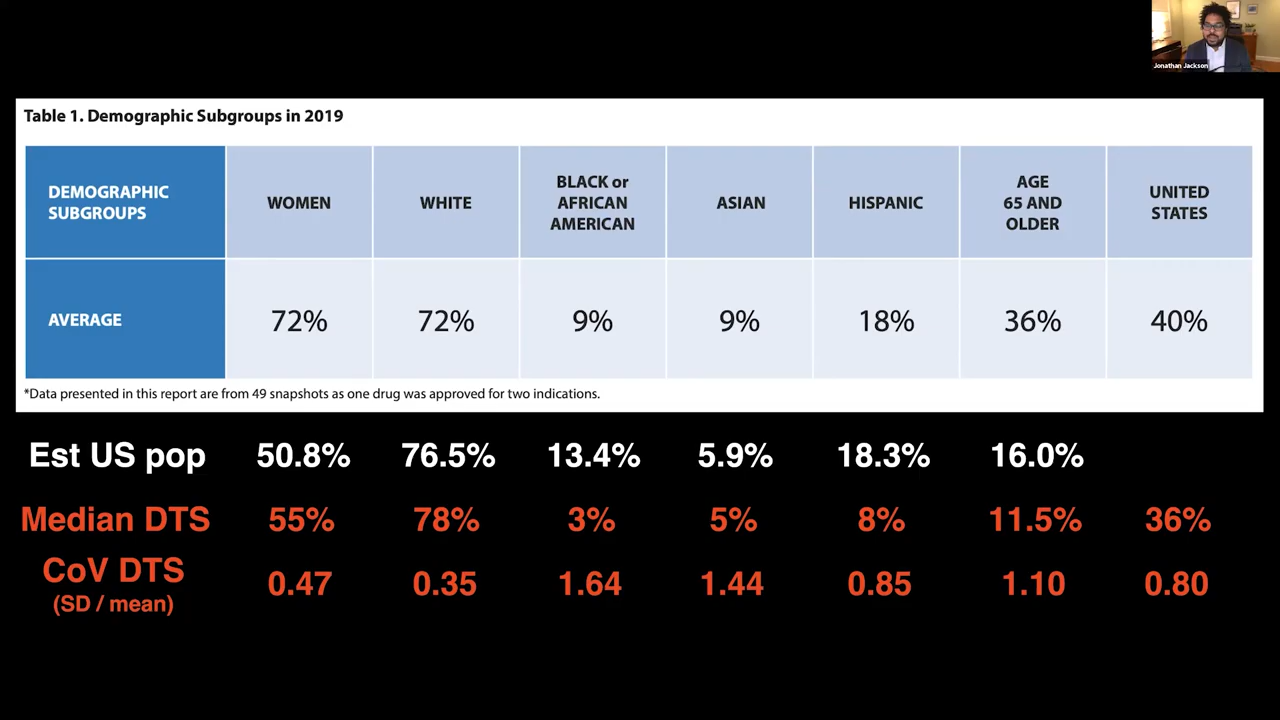 Jonathan Jackson
Table 1. Demographic Subgroups in 2019
DEMOGRAPHIC SUBGROUPS WOMEN WHITE BLACK or AFRICAN AMERICAN ASIAN HISPANIC AGE 65 AND OLDER UNITED STATES
AVERAGE 72% 72% 9% 9% 18% 36% 40%
*Data presented in this report are from 49 snapshots as one drug was approved for two indications.
Est US pop 50.8% 76.5% 13.4% 5.9% 18.3% 16.0%
Median DTS 55% 78% 3% 5% 8% 11.5% 36%
CoV DTS 0.47 0.35 1.64 1.44 0.85 1.10 0.80
(SD / mean)